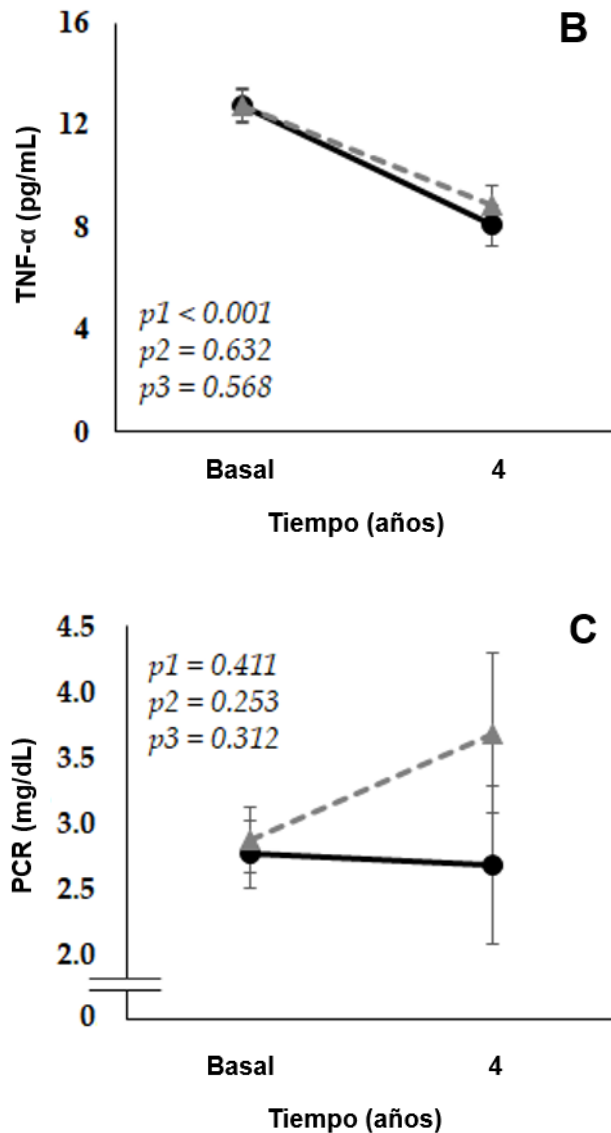 B
TNF-α (pg/mL)
16
12
8
4
0
p1 < 0.001
p2 = 0.632
p3 = 0.568
Basal
4
Tiempo (años)
C
PCR (mg/dL)
4.5
4.0
3.5
3.0
2.5
2.0
0
p1 = 0.411
p2 = 0.253
p3 = 0.312
Basal
4
Tiempo (años)